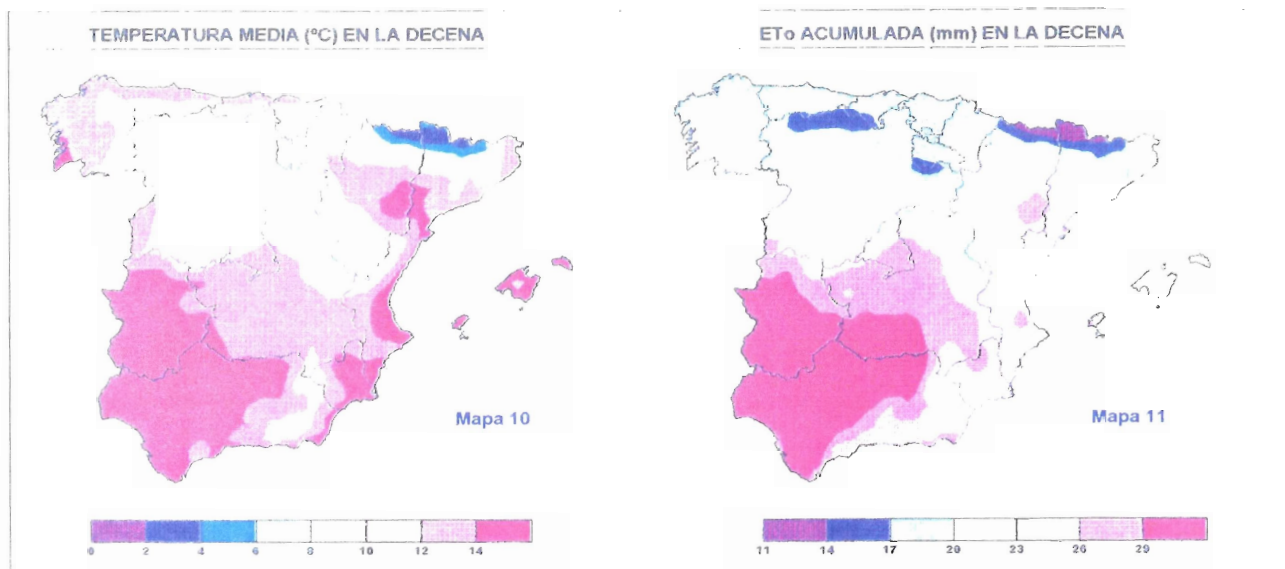 TEMPERATURA MEDIA (ºC) EN LA DECENA
Mapa 10
0 2 4 6 8 10 12 14
ETo ACUMULADA (mm) EN LA DECENA
Mapa 11
11 14 17 20 23 26 29